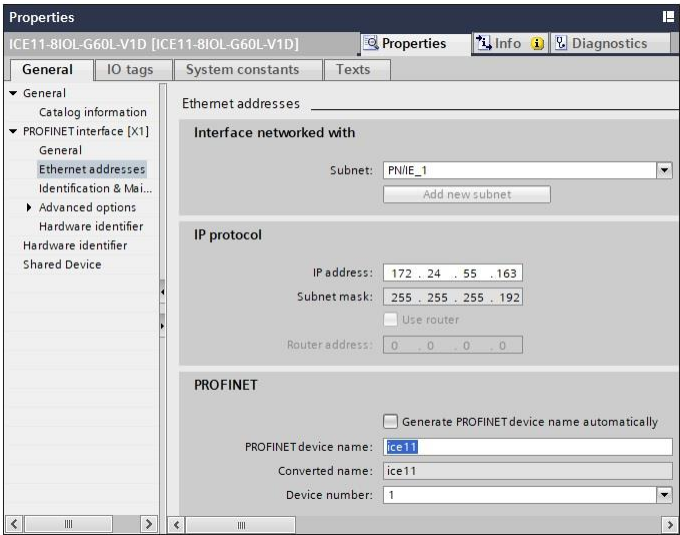 Properties
ICE11-8IOL-G60L-V1D [ICE11-8IOL-G60L-V1D]
Properties
Info
Diagnostics
General
IO tags
System constants
Texts
General
Catalog information
PROFINET interface [X1]
General
Ethernet addresses
Identification & Mai...
Advanced options
Hardware identifier
Hardware identifier
Shared Device
Ethernet addresses
Interface networked with
Subnet: PN/IE_1
Add new subnet
IP protocol
IP address: 172 . 24 . 55 . 163
Subnet mask: 255 . 255 . 255 . 192
Use router
Router address: 0 . 0 . 0 . 0
PROFINET
Generate PROFINET device name automatically
PROFINET device name: ice11
Converted name: ice11
Device number: 1